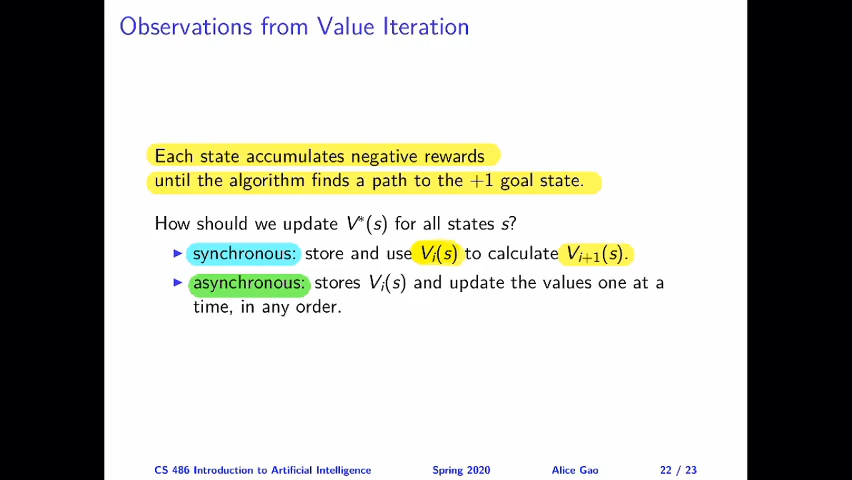 Observations from Value Iteration
Each state accumulates negative rewards
until the algorithm finds a path to the +1 goal state.
How should we update V*(s) for all states s?
▶ synchronous: store and use Vᵢ(s) to calculate Vᵢ₊₁(s).
▶ asynchronous: stores Vᵢ(s) and update the values one at a
time, in any order.
CS 486 Introduction to Artificial Intelligence Spring 2020 Alice Gao 22 / 23